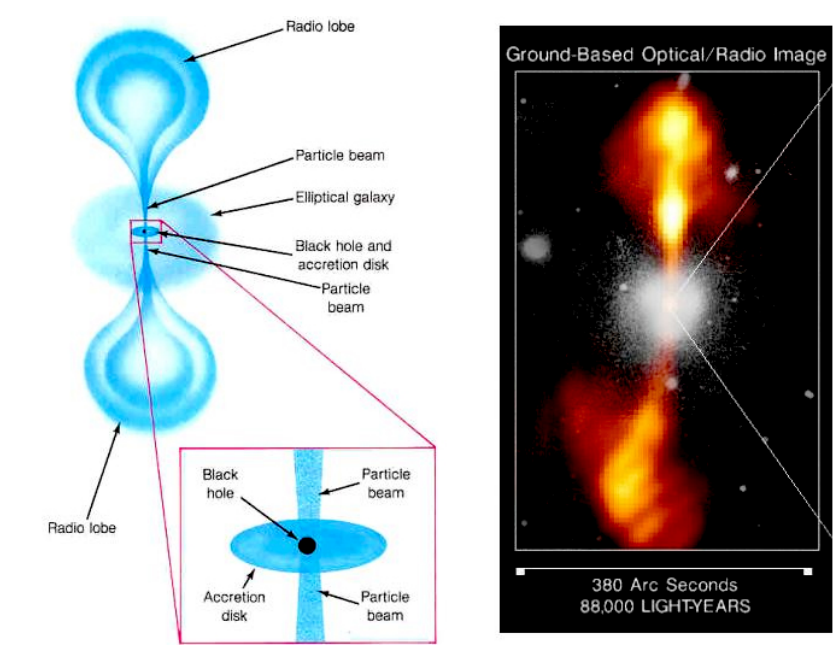 Radio lobe
Particle beam
Elliptical galaxy
Black hole and
accretion disk
Particle
beam
Radio lobe
Black
hole
Particle
beam
Accretion
disk
Particle
beam
Ground-Based Optical/Radio Image
380 Arc Seconds
88,000 LIGHT-YEARS